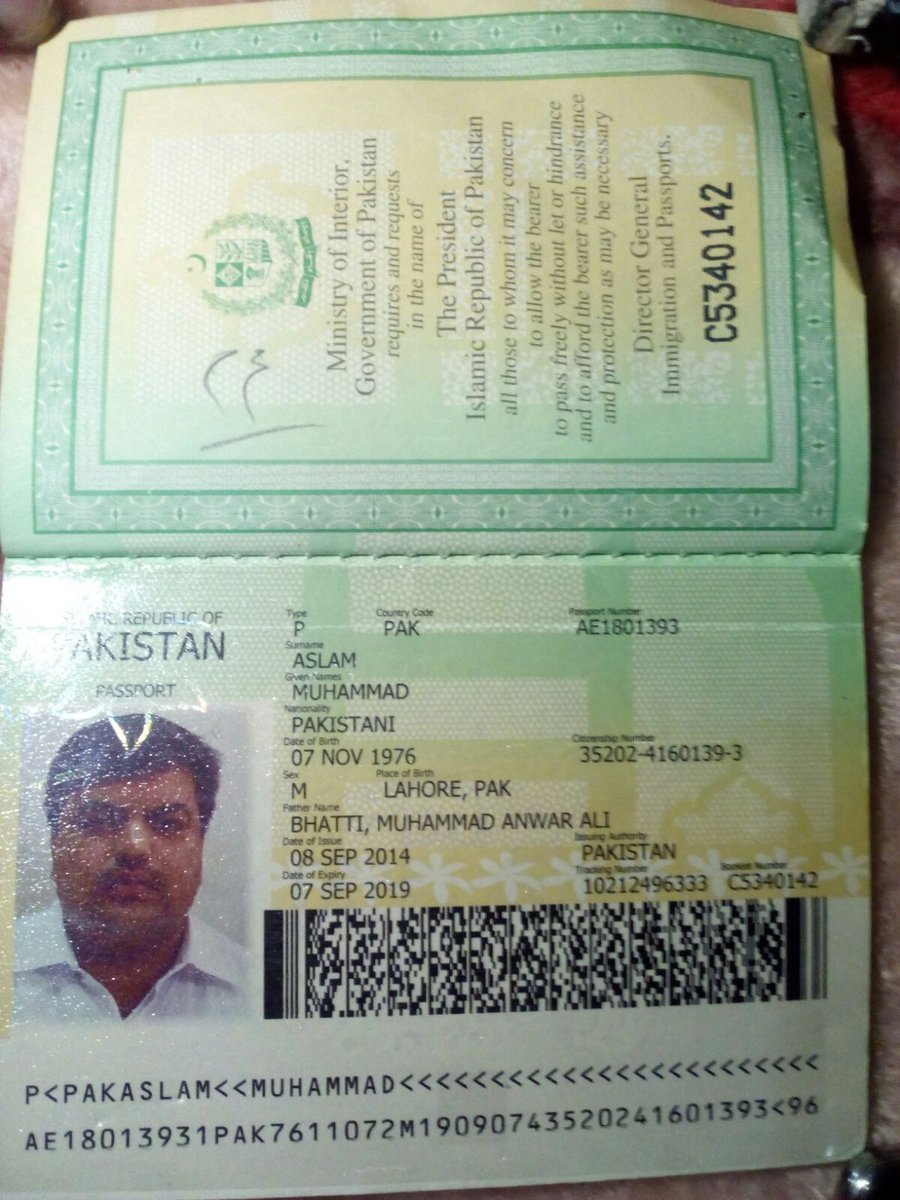 Ministry of Interior,
Government of Pakistan
requires and requests
in the name of
The President
Islamic Republic of Pakistan
all those to whom it may concern
to allow the bearer
to pass freely without let or hindrance
and to afford the bearer such assistance
and protection as may be necessary
Director General
Immigration and Passports.
C5340142
REPUBLIC OF
PAKISTAN
PASSPORT
Type Country Code Passport Number
P PAK AE1801393
Surname
ASLAM
Given Names
MUHAMMAD
Nationality
PAKISTANI
Date of Birth Citizenship Number
07 NOV 1976 35202-4160139-3
Sex Place of Birth
M LAHORE, PAK
Father Name
BHATTI, MUHAMMAD ANWAR ALI
Date of Issue Issuing Authority
08 SEP 2014 PAKISTAN
Date of Expiry Tracking Number Booklet Number
07 SEP 2019 10212496333 C5340142
P<PAKASLAM<<MUHAMMAD<<<<<<<<<<<<<<<<<<<<<<<<
AE18013931PAK7611072M19090743520241601393<96